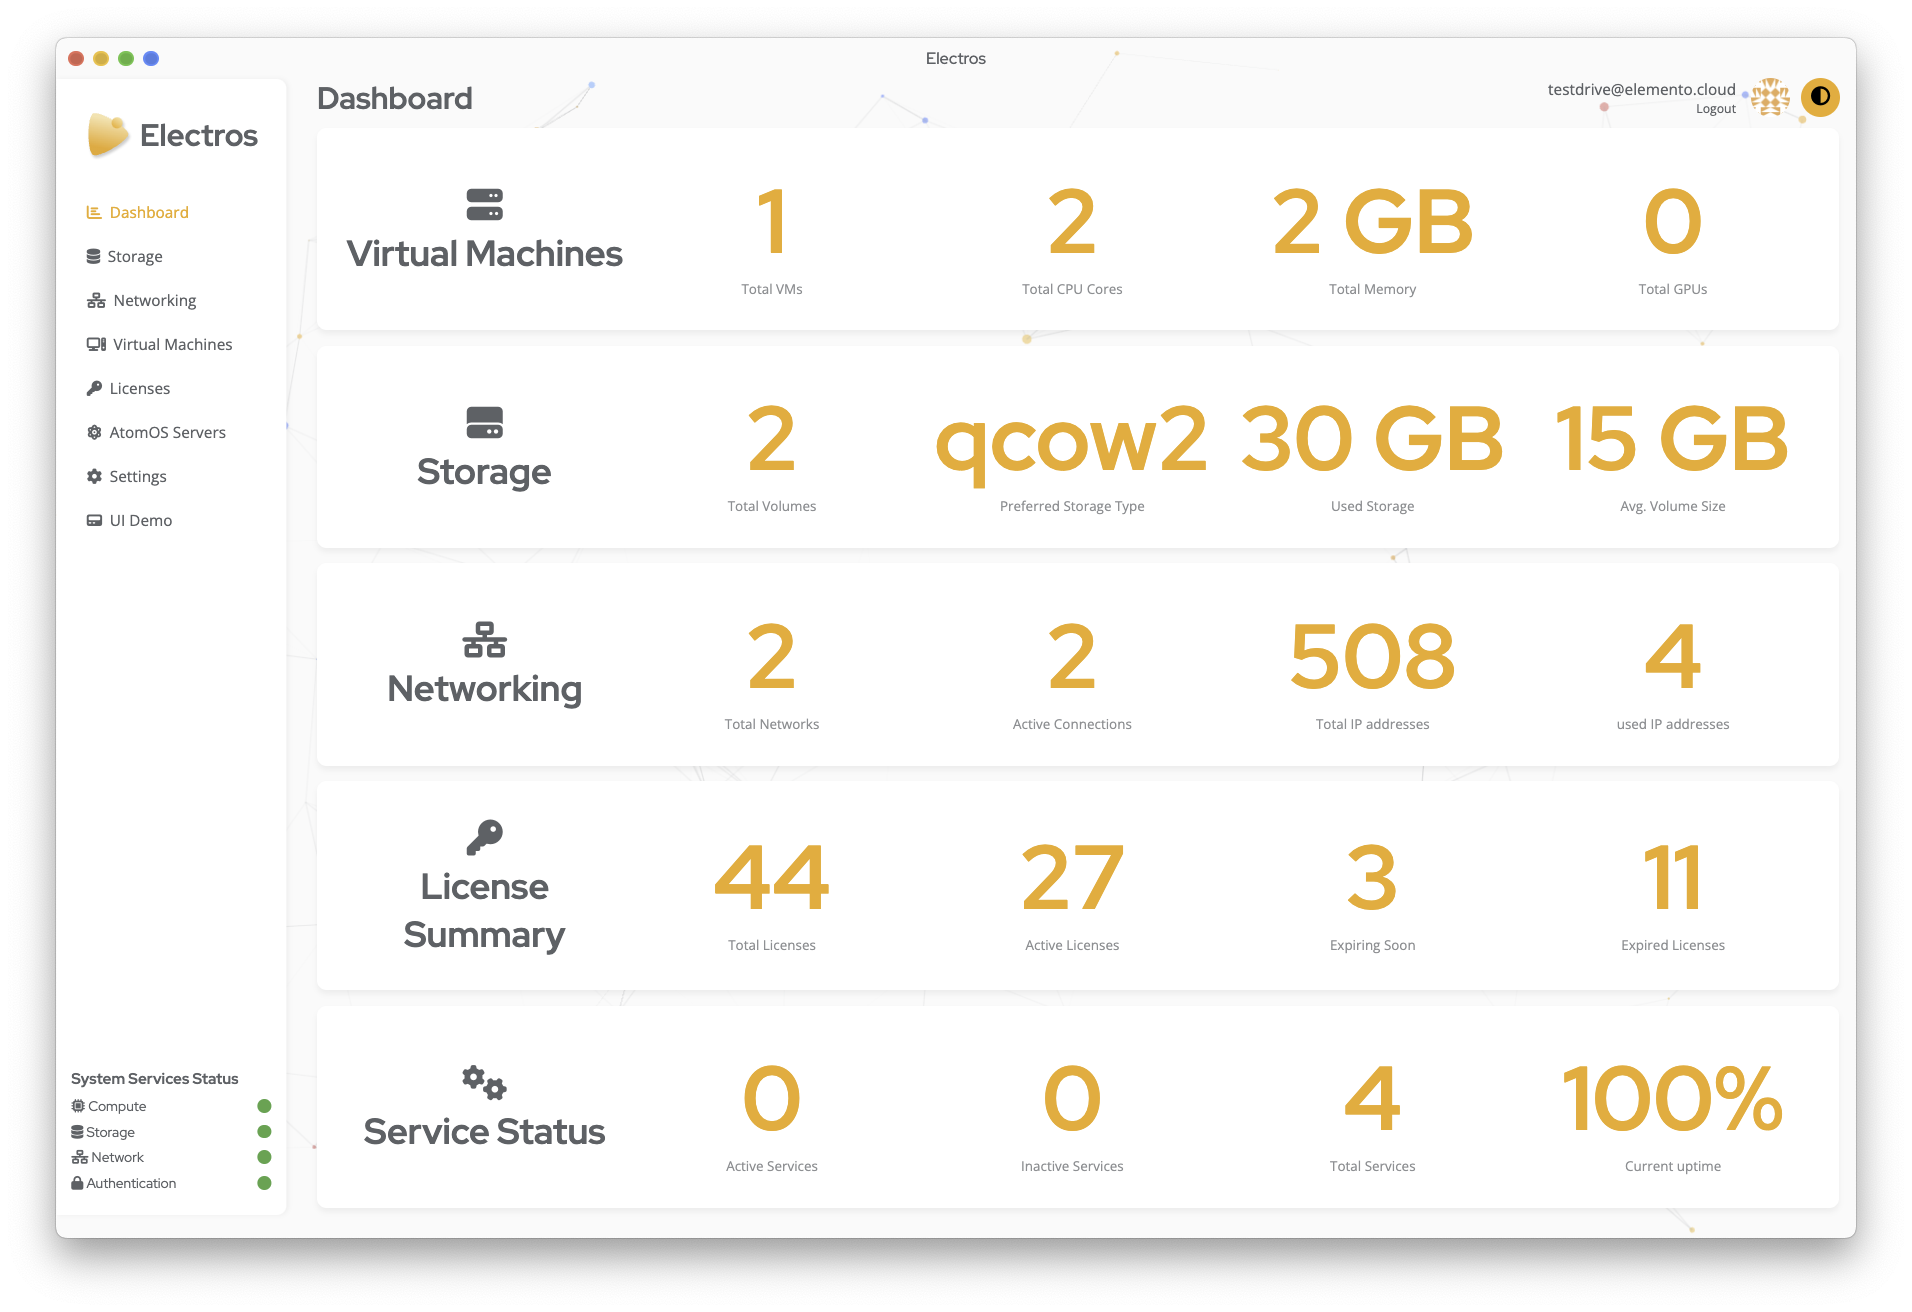 Electros
Electros
Dashboard
Storage
Networking
Virtual Machines
Licenses
AtomOS Servers
Settings
UI Demo
System Services Status
Compute
Storage
Network
Authentication
Dashboard
testdrive@elemento.cloud
Logout
Virtual Machines
1
Total VMs
2
Total CPU Cores
2 GB
Total Memory
0
Total GPUs
Storage
2
Total Volumes
qcow2
Preferred Storage Type
30 GB
Used Storage
15 GB
Avg. Volume Size
Networking
2
Total Networks
2
Active Connections
508
Total IP addresses
4
used IP addresses
License
Summary
44
Total Licenses
27
Active Licenses
3
Expiring Soon
11
Expired Licenses
Service Status
0
Active Services
0
Inactive Services
4
Total Services
100%
Current uptime